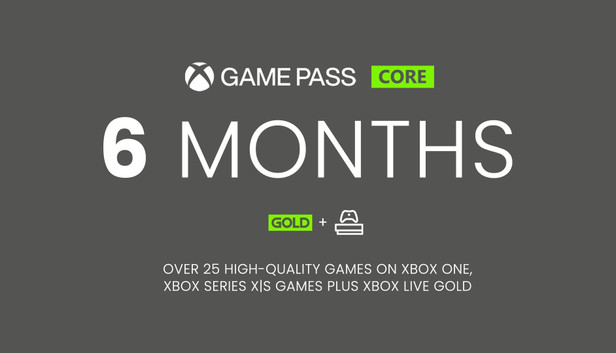 GAME PASS CORE
6 MONTHS
GOLD +
OVER 25 HIGH-QUALITY GAMES ON XBOX ONE,
XBOX SERIES X|S GAMES PLUS XBOX LIVE GOLD